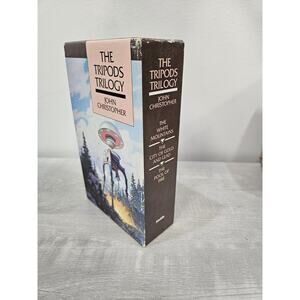 THE
TRIPODS
TRILOGY
JOHN
CHRISTOPHER
THE
TRIPODS
TRILOGY
JOHN
CHRISTOPHER
THE
WHITE
MOUNTAINS
THE
CITY OF GOLD
AND LEAD
THE
POOL OF
FIRE